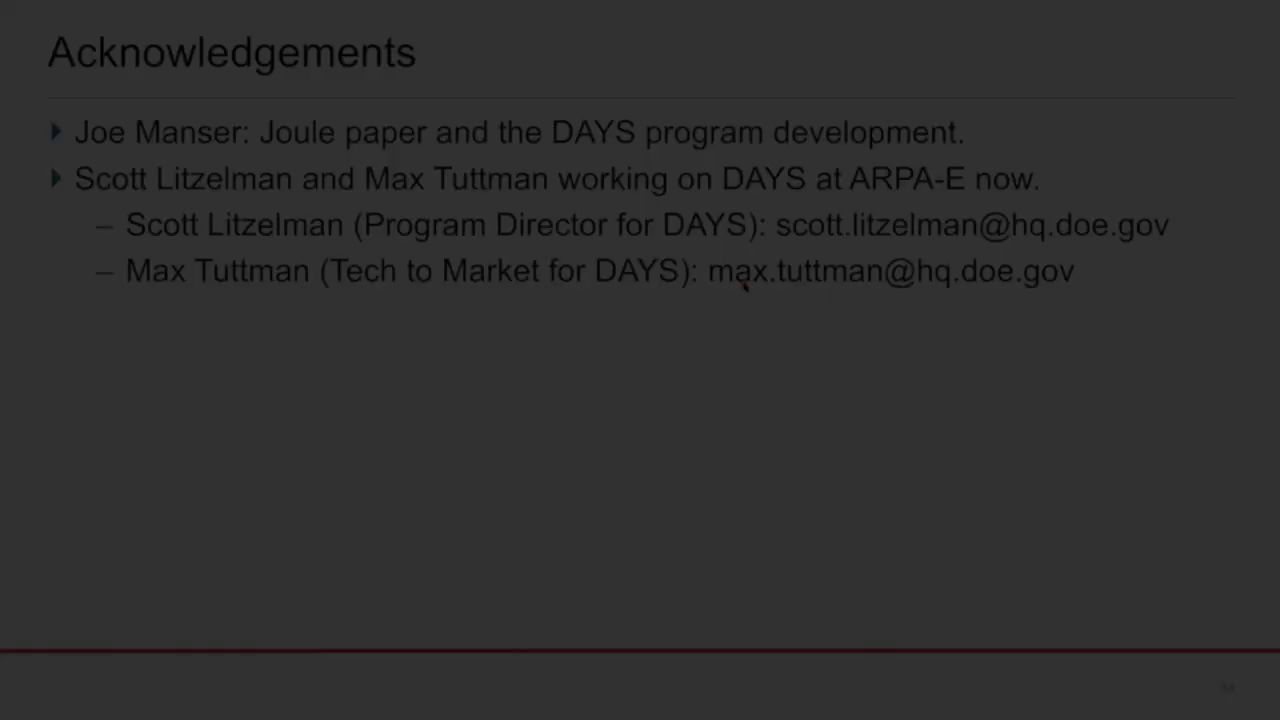 Acknowledgements
Joe Manser: Joule paper and the DAYS program development.
Scott Litzelman and Max Tuttman working on DAYS at ARPA-E now.
– Scott Litzelman (Program Director for DAYS): scott.litzelman@hq.doe.gov
– Max Tuttman (Tech to Market for DAYS): max.tuttman@hq.doe.gov